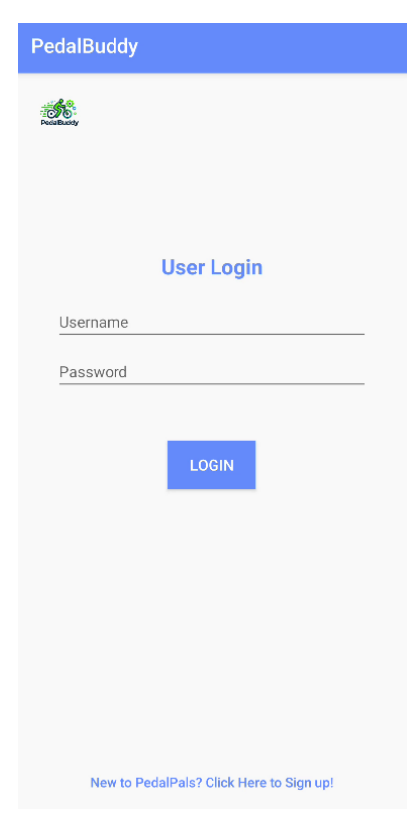 PedalBuddy
PedalBuddy
User Login
Username
Password
LOGIN
New to PedalPals? Click Here to Sign up!